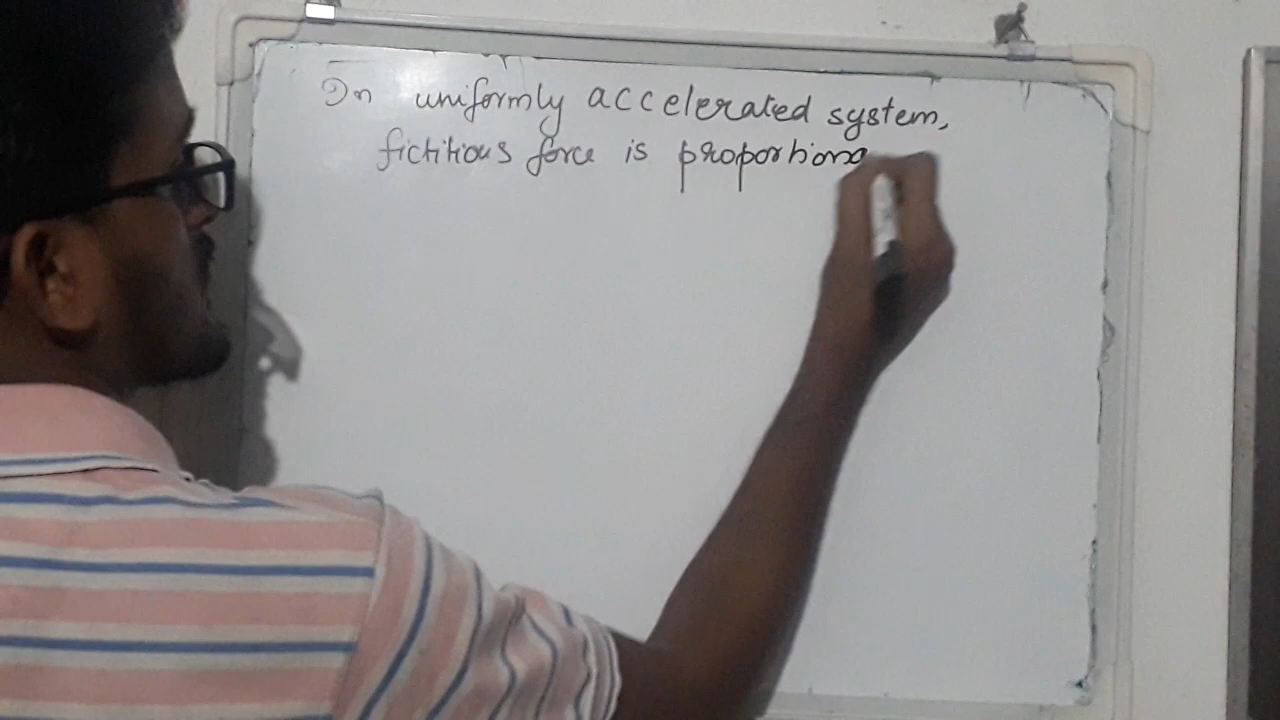 In uniformly accelerated system,
fictitious force is proportiona